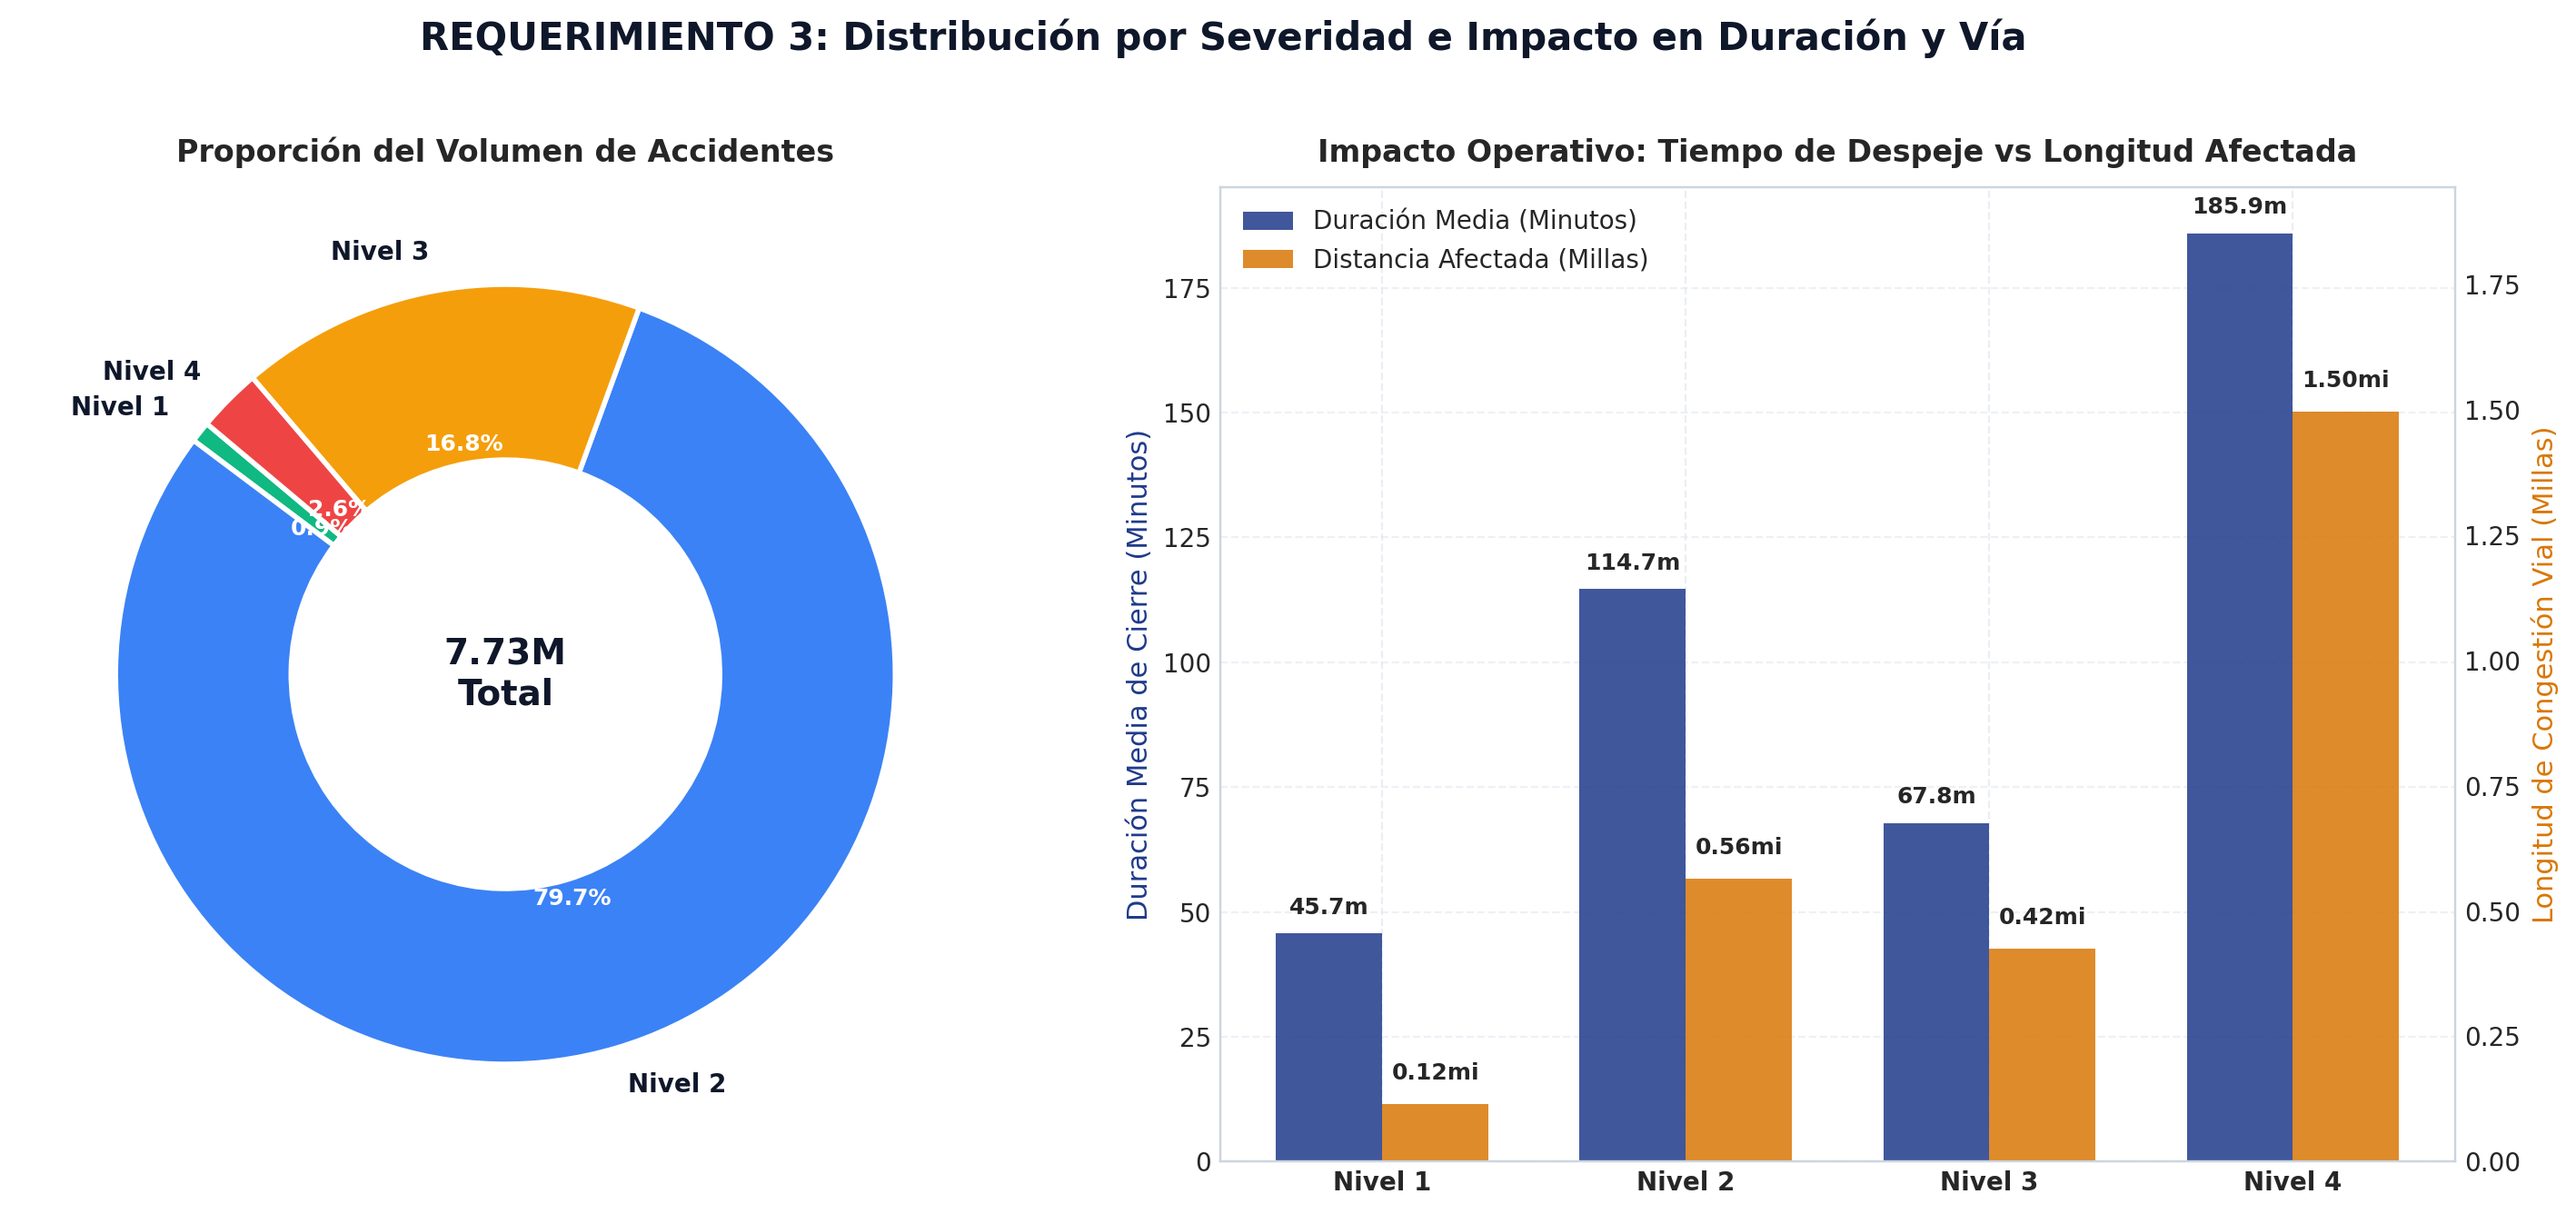 REQUERIMIENTO 3: Distribución por Severidad e Impacto en Duración y Vía
Proporción del Volumen de Accidentes
Nivel 3
Nivel 4
Nivel 1
16.8%
2.6%
0.9%
7.73M
Total
79.7%
Nivel 2
Impacto Operativo: Tiempo de Despeje vs Longitud Afectada
Duración Media (Minutos)
Distancia Afectada (Millas)
Duración Media de Cierre (Minutos)
175
150
125
100
75
50
25
0
45.7m
0.12mi
114.7m
0.56mi
67.8m
0.42mi
185.9m
1.50mi
Nivel 1
Nivel 2
Nivel 3
Nivel 4
1.75
1.50
1.25
1.00
0.75
0.50
0.25
0.00
Longitud de Congestión Vial (Millas)